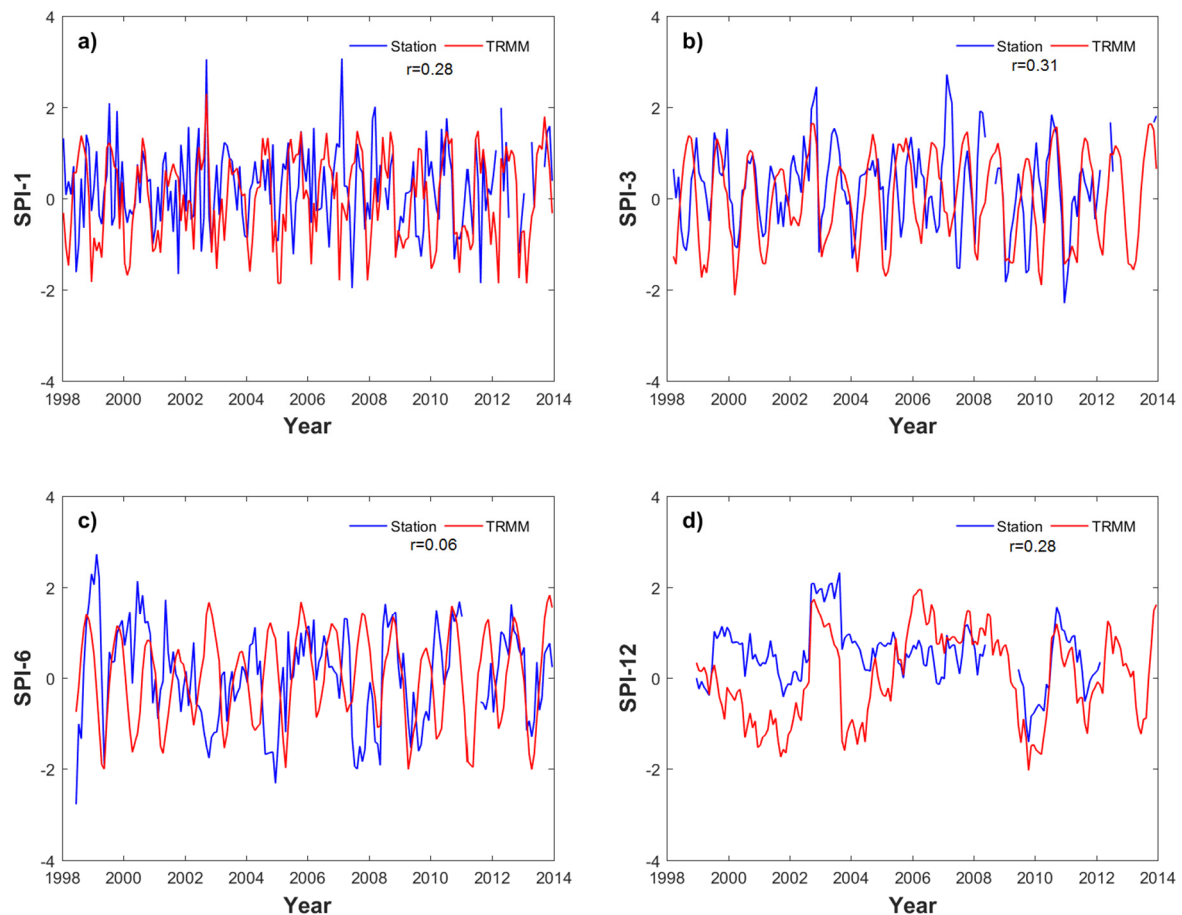 a)
Station TRMM
r=0.28
4
2
0
-2
-4
SPI-1
1998 2000 2002 2004 2006 2008 2010 2012 2014
Year
b)
Station TRMM
r=0.31
4
2
0
-2
-4
SPI-3
1998 2000 2002 2004 2006 2008 2010 2012 2014
Year
c)
Station TRMM
r=0.06
4
2
0
-2
-4
SPI-6
1998 2000 2002 2004 2006 2008 2010 2012 2014
Year
d)
Station TRMM
r=0.28
4
2
0
-2
-4
SPI-12
1998 2000 2002 2004 2006 2008 2010 2012 2014
Year